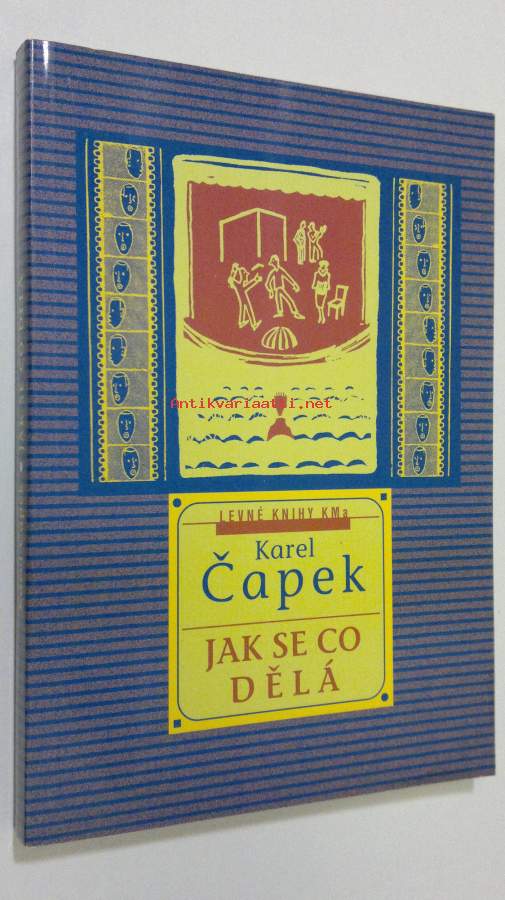 Antikvariaatti.net
LEVNÉ KNIHY KMa
Karel
Čapek
JAK SE CO
DĚLÁ